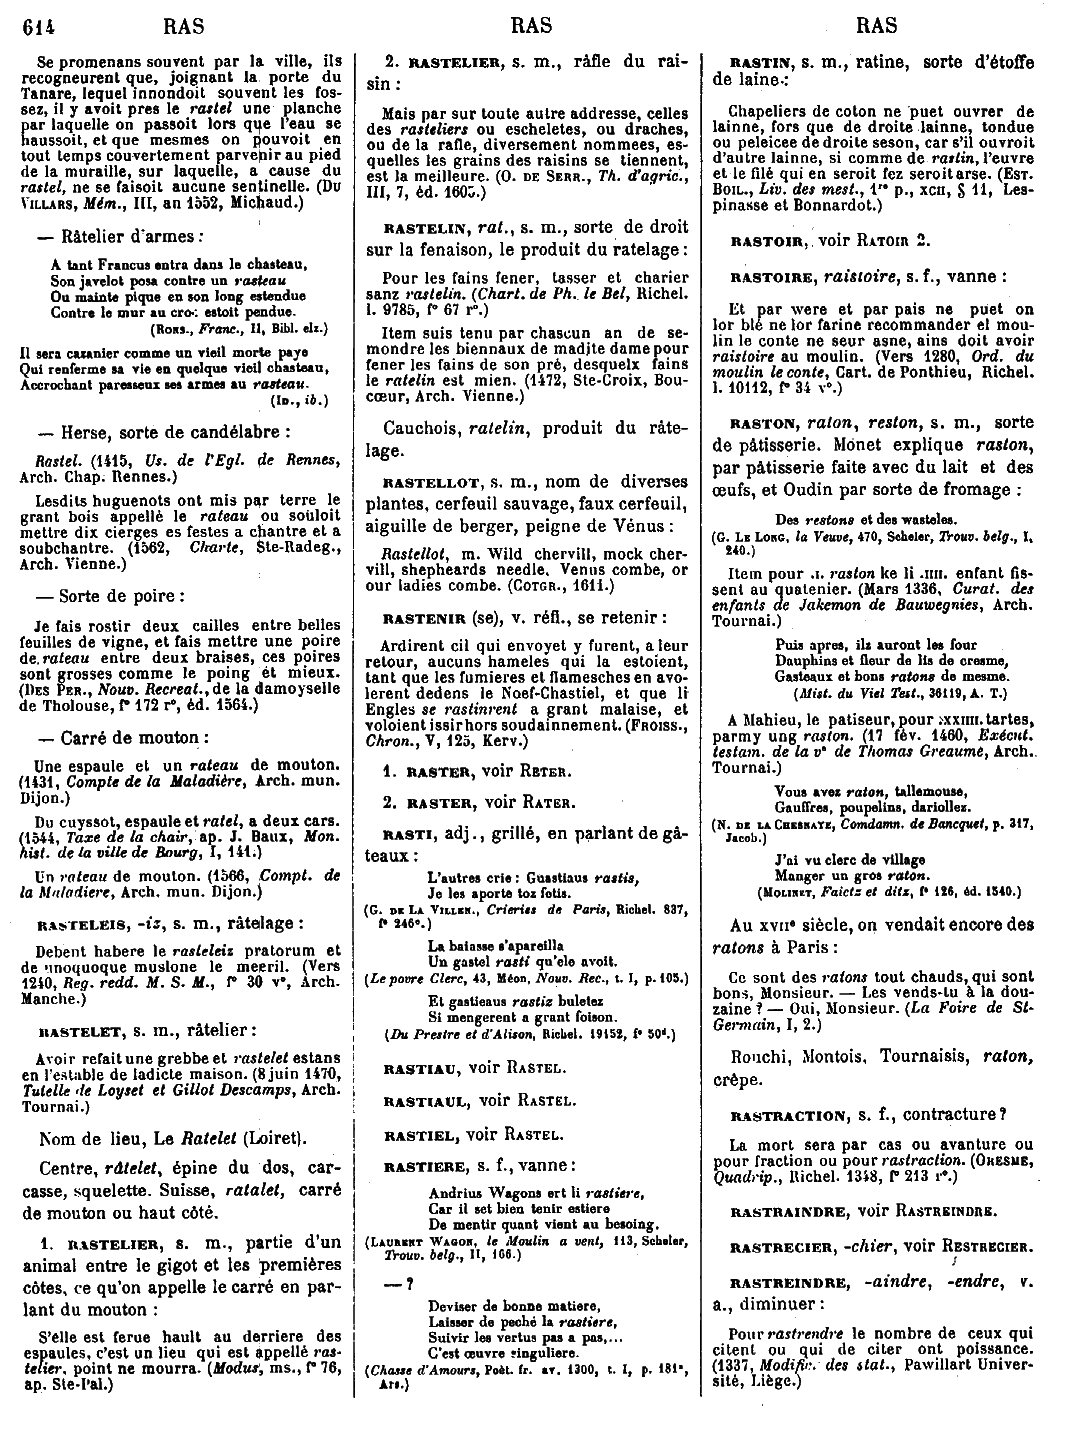 614 RAS RAS RAS
Se promenans souvent par la ville, ils
recogneurent que, joignant la porte du
Tanare, lequel innondoit souvent les fos-
sez, il y avoit pres le rastel une planche
par laquelle on passoit lors que l'eau se
haussoit, et que mesmes on pouvoit en
tout temps couvertement parvenir au pied
de la muraille, sur laquelle, a cause du
rastel, ne se faisoit aucune sentinelle. (DU
VILLARS, Mém., III, an 1552, Michaud.)
— Râtelier d'armes :
A tant Francus entra dans le chasteau,
Son javelot posa contre un rasteau
Ou mainte pique en son long estendue
Contre le mur au croc estoit pendue.
(RONS., Franc., II, Bibl. elz.)
Il sera cazanier comme un vieil morte paye
Qui renferme sa vie en quelque vieil chasteau,
Accrochant paresseux ses armes au rasteau.
(ID., ib.)
— Herse, sorte de candélabre :
Rastel. (1415, Us. de l'Egl. de Rennes,
Arch. Chap. Rennes.)
Lesdits huguenots ont mis par terre le
grant bois appellé le rateau ou souloit
mettre dix cierges es festes a chantre et a
soubchantre. (1562, Charte, Ste-Radeg.,
Arch. Vienne.)
— Sorte de poire :
Je fais rostir deux cailles entre belles
feuilles de vigne, et fais mettre une poire
de rateau entre deux braises, ces poires
sont grosses comme le poing et mieux.
(DES PER., Nouv. Recreat., de la damoyselle
de Tholouse, f° 172 r°, éd. 1564.)
— Carré de mouton :
Une espaule et un rateau de mouton.
(1431, Compte de la Maladière, Arch. mun.
Dijon.)
Du cuyssot, espaule et ratel, a deux cars.
(1544, Taxe de la chair, ap. J. Baux, Mon.
hist. de la ville de Bourg, I, 141.)
Un rateau de mouton. (1566, Compt. de
la Maladiere, Arch. mun. Dijon.)
RASTELEIS, -iz, s. m., râtelage :
Debent habere le rasteleiz pratorum et
de unoquoque muslone le meeril. (Vers
1240, Reg. redd. M. S. M., f° 30 v°, Arch.
Manche.)
RASTELET, s. m., râtelier :
Avoir refait une grebbe et rastelet estans
en l'estable de ladicte maison. (8 juin 1470,
Tutelle de Loyset et Gillot Descamps, Arch.
Tournai.)
Nom de lieu, Le Ratelet (Loiret).
Centre, râtelet, épine du dos, car-
casse, squelette. Suisse, ratalet, carré
de mouton ou haut côté.
1. RASTELIER, s. m., partie d'un
animal entre le gigot et les premières
côtes, ce qu'on appelle le carré en par-
lant du mouton :
S'elle est ferue hault au derriere des
espaules, c'est un lieu qui est appellé ras-
telier, point ne mourra. (Modus, ms., f° 76,
ap. Ste-Pal.)
2. RASTELIER, s. m., râfle du rai-
sin :
Mais par sur toute autre addresse, celles
des rasteliers ou escheletes, ou draches,
ou de la rafle, diversement nommees, es-
quelles les grains des raisins se tiennent,
est la meilleure. (O. DE SERR., Th. d'agric.,
III, 7, éd. 1605.)
RASTELIN, rat., s. m., sorte de droit
sur la fenaison, le produit du ratelage :
Pour les fains fener, tasser et charier
sanz rastelin. (Chart. de Ph. le Bel, Richel.
l. 9785, f° 67 r°.)
Item suis tenu par chascun an de se-
mondre les biennaux de madite dame pour
fener les fains de son pré, desquelx fains
le ratelin est mien. (1472, Ste-Croix, Bou-
cœur, Arch. Vienne.)
Cauchois, ratelin, produit du râte-
lage.
RASTELLOT, s. m., nom de diverses
plantes, cerfeuil sauvage, faux cerfeuil,
aiguille de berger, peigne de Vénus :
Rastellot, m. Wild chervill, mock cher-
vill, shepheards needle, Venus combe, or
our ladies combe. (COTGR., 1611.)
RASTENIR (se), v. réfl., se retenir :
Ardirent cil qui envoyet y furent, a leur
retour, aucuns hameles qui la estoient,
tant que les fumieres et flamesches en avo-
lerent dedens le Noef-Chastiel, et que li
Engles se rastinrent a grant malaise, et
voloient issir hors soudainnement. (FROISS.,
Chron., V, 125, Kerv.)
1. RASTER, voir RETER.
2. RASTER, voir RATER.
RASTI, adj., grillé, en parlant de gâ-
teaux :
L'autres crie : Guastiaus rastis,
Je les aporte toz fetis.
(G. DE LA VILLEN., Crieries de Paris, Richel. 837,
f° 246°.)
La baiasse s'apareilla
Un gastel rasti qu'ele avoit.
(Le povre Clerc, 43, Méon, Nouv. Rec., t. I, p. 105.)
Et gastieaus rastiz buletez
Si mengerent a grant foison.
(Du Prestre et d'Alison, Richel. 19152, f° 50d.)
RASTIAU, voir RASTEL.
RASTIAUL, voir RASTEL.
RASTIEL, voir RASTEL.
RASTIERE, s. f., vanne :
Andrius Wagons ert li rastiere,
Car il set bien tenir estiere
De mentir quant vient au besoing.
(LAURENT WAGON, le Moulin a vent, 113, Scheler,
Trouv. belg., II, 166.)
— ?
Deviser de bonne matiere,
Laisser de peché la rastiere,
Suivir les vertus pas a pas,...
C'est œuvre singuliere.
(Chasse d'Amours, Poët. fr. av. 1300, t. I, p. 181ª,
Ars.)
RASTIN, s. m., ratine, sorte d'étoffe
de laine :
Chapeliers de coton ne puet ouvrer de
lainne, fors que de droite lainne, tondue
ou peleicee de droite seson, car s'il ouvroit
d'autre lainne, si comme de rastin, l'euvre
et le filé qui en seroit fez seroit arse. (EST.
BOIL., Liv. des mest., 1re p., XCII, § 11, Les-
pinasse et Bonnardot.)
RASTOIR, voir RATOIR 2.
RASTOIRE, raistoire, s. f., vanne :
Et par were et par pais ne puet on
lor blé ne lor farine recommander el mou-
lin le conte ne seur asne, ains doit avoir
raistoire au moulin. (Vers 1280, Ord. du
moulin le conte, Cart. de Ponthieu, Richel.
l. 10112, f° 34 v°.)
RASTON, raton, reston, s. m., sorte
de pâtisserie. Monet explique raston,
par pâtisserie faite avec du lait et des
œufs, et Oudin par sorte de fromage :
Des restons et des wasteles.
(G. LE LONG, la Veuve, 470, Scheler, Trouv. belg., I,
240.)
Item pour .I. raston ke li .IIII. enfant fis-
sent au quatenier. (Mars 1336, Curat. des
enfants de Jakemon de Bauwegnies, Arch.
Tournai.)
Puis apres, ils auront les four
Dauphins et fleur de lis de cresme,
Gasteaux et bons ratons de mesme.
(Mist. du Viel Test., 36119, A. T.)
A Mahieu, le patiseur, pour .XXIIII. tartes,
parmy ung raston. (17 fév. 1460, Exécut.
testam. de la ve de Thomas Greaume, Arch.
Tournai.)
Vous avez raton, tallemouse,
Gauffres, poupelins, dariollez.
(N. DE LA CHESNAYE, Comdamn. de Bancquet, p. 317,
Jacob.)
J'ai vu clerc de village
Manger un gros raton.
(MOLINET, Faictz et ditz, f° 126, éd. 1540.)
Au XVIIe siècle, on vendait encore des
ratons à Paris :
Ce sont des ratons tout chauds, qui sont
bons, Monsieur. — Les vends-tu à la dou-
zaine ? — Oui, Monsieur. (La Foire de St-
Germain, I, 2.)
Rouchi, Montois, Tournaisis, raton,
crêpe.
RASTRACTION, s. f., contracture ?
La mort sera par cas ou avanture ou
pour fraction ou pour rastraction. (ORESME,
Quadrip., Richel. 1348, f° 213 r°.)
RASTRAINDRE, voir RASTREINDRE.
RASTRECIER, -chier, voir RESTRECIER.
RASTREINDRE, -aindre, -endre, v.
a., diminuer :
Pour rastrendre le nombre de ceux qui
citent ou qui de citer ont poissance.
(1337, Modific. des stat., Pawillart Univer-
sité, Liège.)